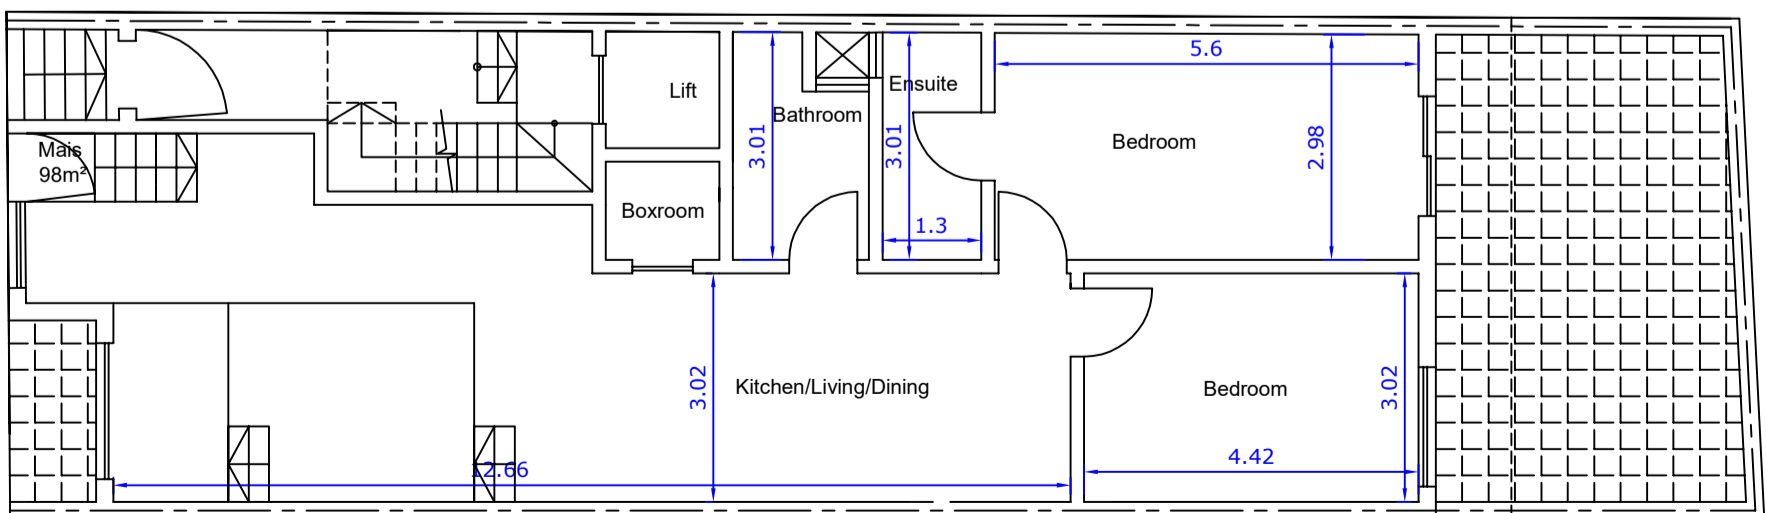 5.6
Lift
Ensuite
Bathroom
3.01
3.01
Bedroom
2.98
Mais
98m²
Boxroom
1.3
3.02
Kitchen/Living/Dining
Bedroom
3.02
4.42
12.66